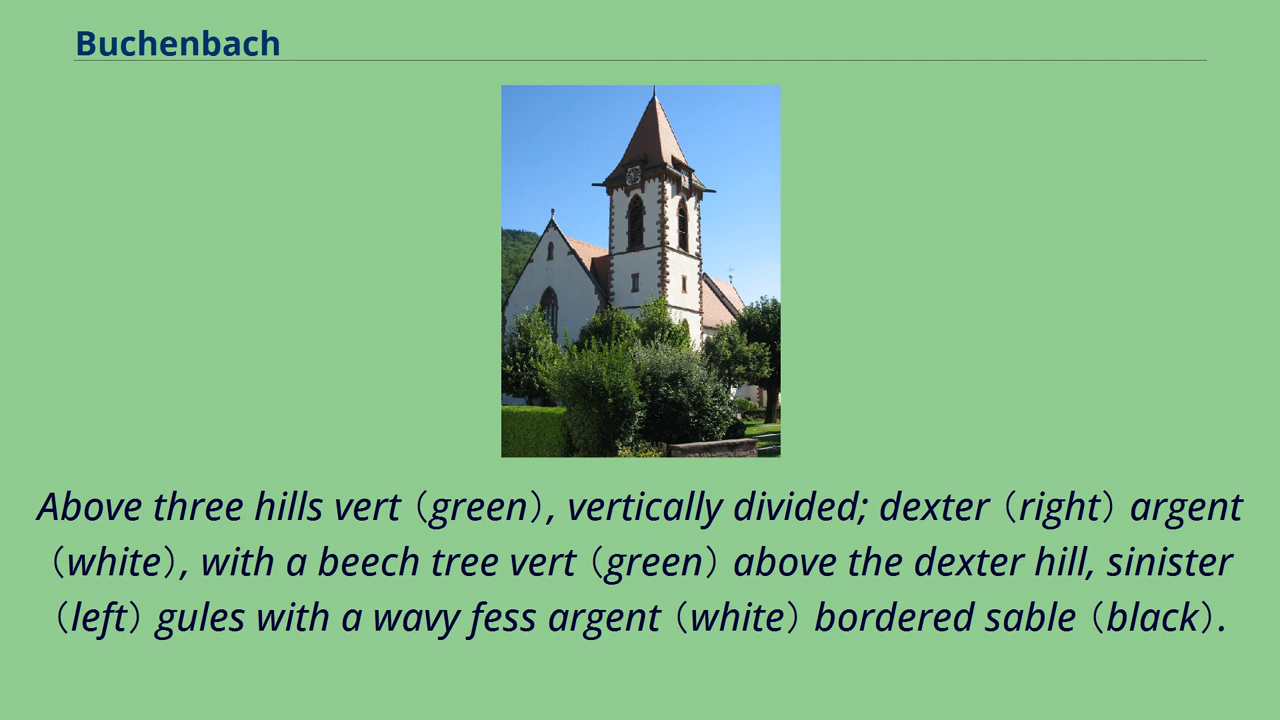 Buchenbach
Above three hills vert (green), vertically divided; dexter (right) argent
(white), with a beech tree vert (green) above the dexter hill, sinister
(left) gules with a wavy fess argent (white) bordered sable (black).